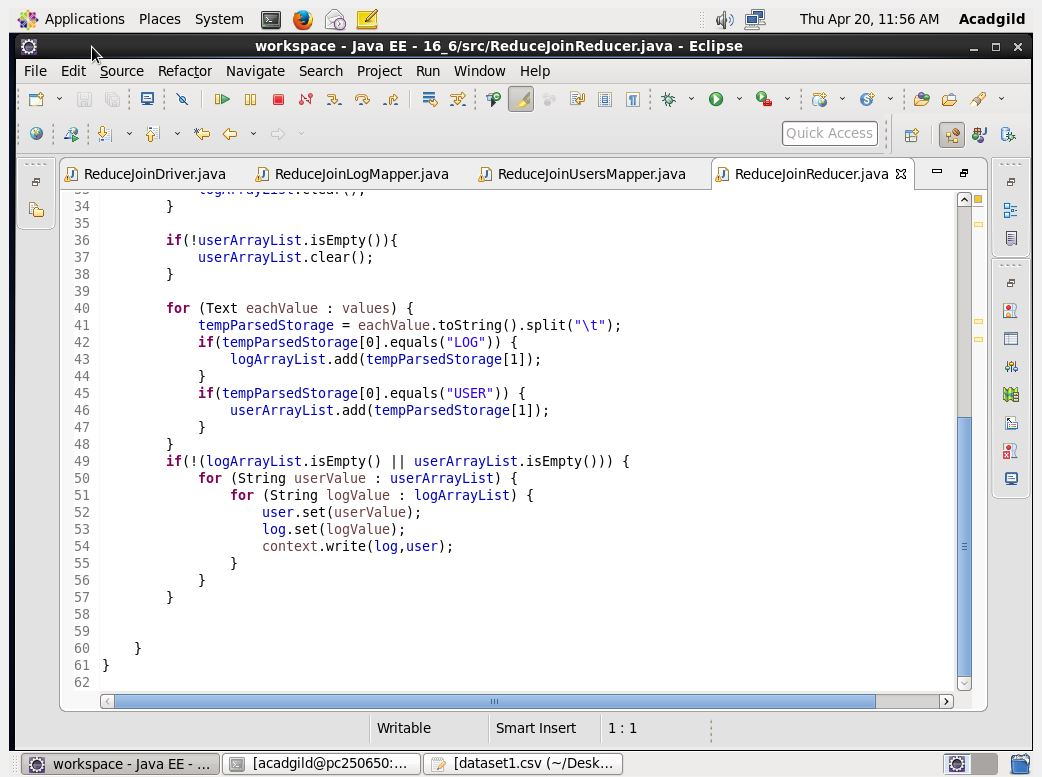 Applications Places System Thu Apr 20, 11:56 AM Acadgild
workspace - Java EE - 16_6/src/ReduceJoinReducer.java - Eclipse
File Edit Source Refactor Navigate Search Project Run Window Help
Quick Access
ReduceJoinDriver.java ReduceJoinLogMapper.java ReduceJoinUsersMapper.java ReduceJoinReducer.java
34 }
35
36 if(!userArrayList.isEmpty()){
37 userArrayList.clear();
38 }
39
40 for (Text eachValue : values) {
41 tempParsedStorage = eachValue.toString().split("\t");
42 if(tempParsedStorage[0].equals("LOG")) {
43 logArrayList.add(tempParsedStorage[1]);
44 }
45 if(tempParsedStorage[0].equals("USER")) {
46 userArrayList.add(tempParsedStorage[1]);
47 }
48 }
49 if(!(logArrayList.isEmpty() || userArrayList.isEmpty())) {
50 for (String userValue : userArrayList) {
51 for (String logValue : logArrayList) {
52 user.set(userValue);
53 log.set(logValue);
54 context.write(log,user);
55 }
56 }
57 }
58
59
60 }
61 }
62
Writable Smart Insert 1 : 1
workspace - Java EE - ... [acadgild@pc250650:... [dataset1.csv (~/Desk...